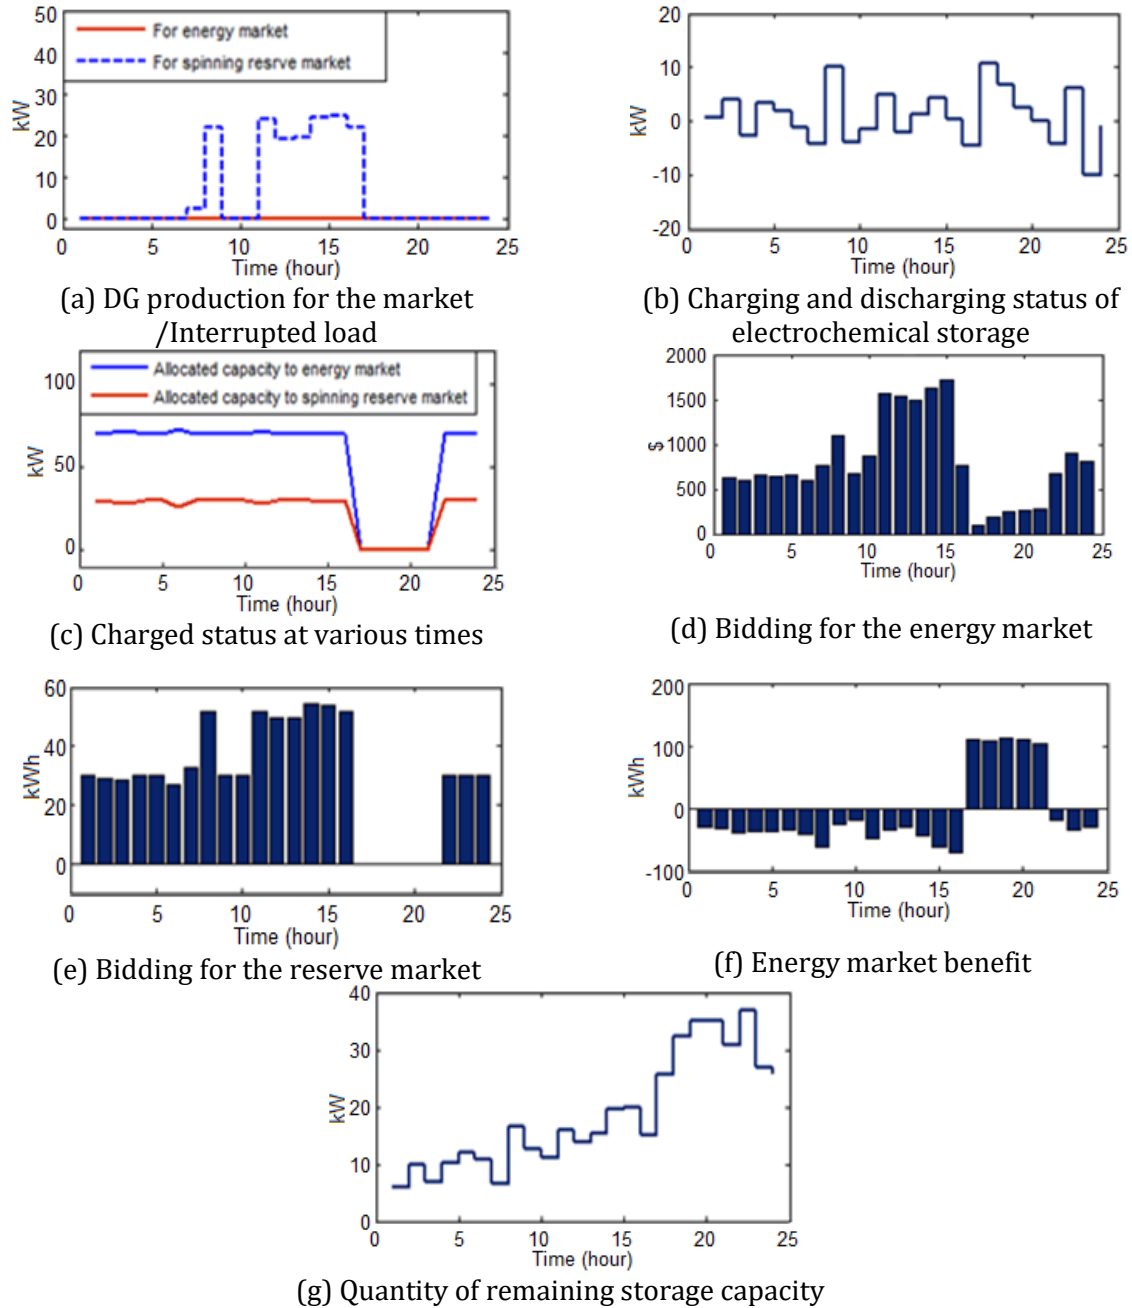 50
40
30
20
10
0
kW
For energy market
For spinning resrve market
0 5 10 15 20 25
Time (hour)
(a) DG production for the market
/Interrupted load
20
10
0
-10
-20
kW
0 5 10 15 20 25
Time (hour)
(b) Charging and discharging status of
electrochemical storage
100
50
0
kW
Allocated capacity to energy market
Allocated capacity to spinning reserve market
5 10 15 20 25
Time (hour)
(c) Charged status at various times
2000
1500
1000
500
0
$
0 5 10 15 20 25
Time (hour)
(d) Bidding for the energy market
60
40
20
0
kWh
0 5 10 15 20 25
Time (hour)
(e) Bidding for the reserve market
200
100
0
-100
kWh
0 5 10 15 20 25
Time (hour)
(f) Energy market benefit
40
30
20
10
0
kW
0 5 10 15 20 25
Time (hour)
(g) Quantity of remaining storage capacity